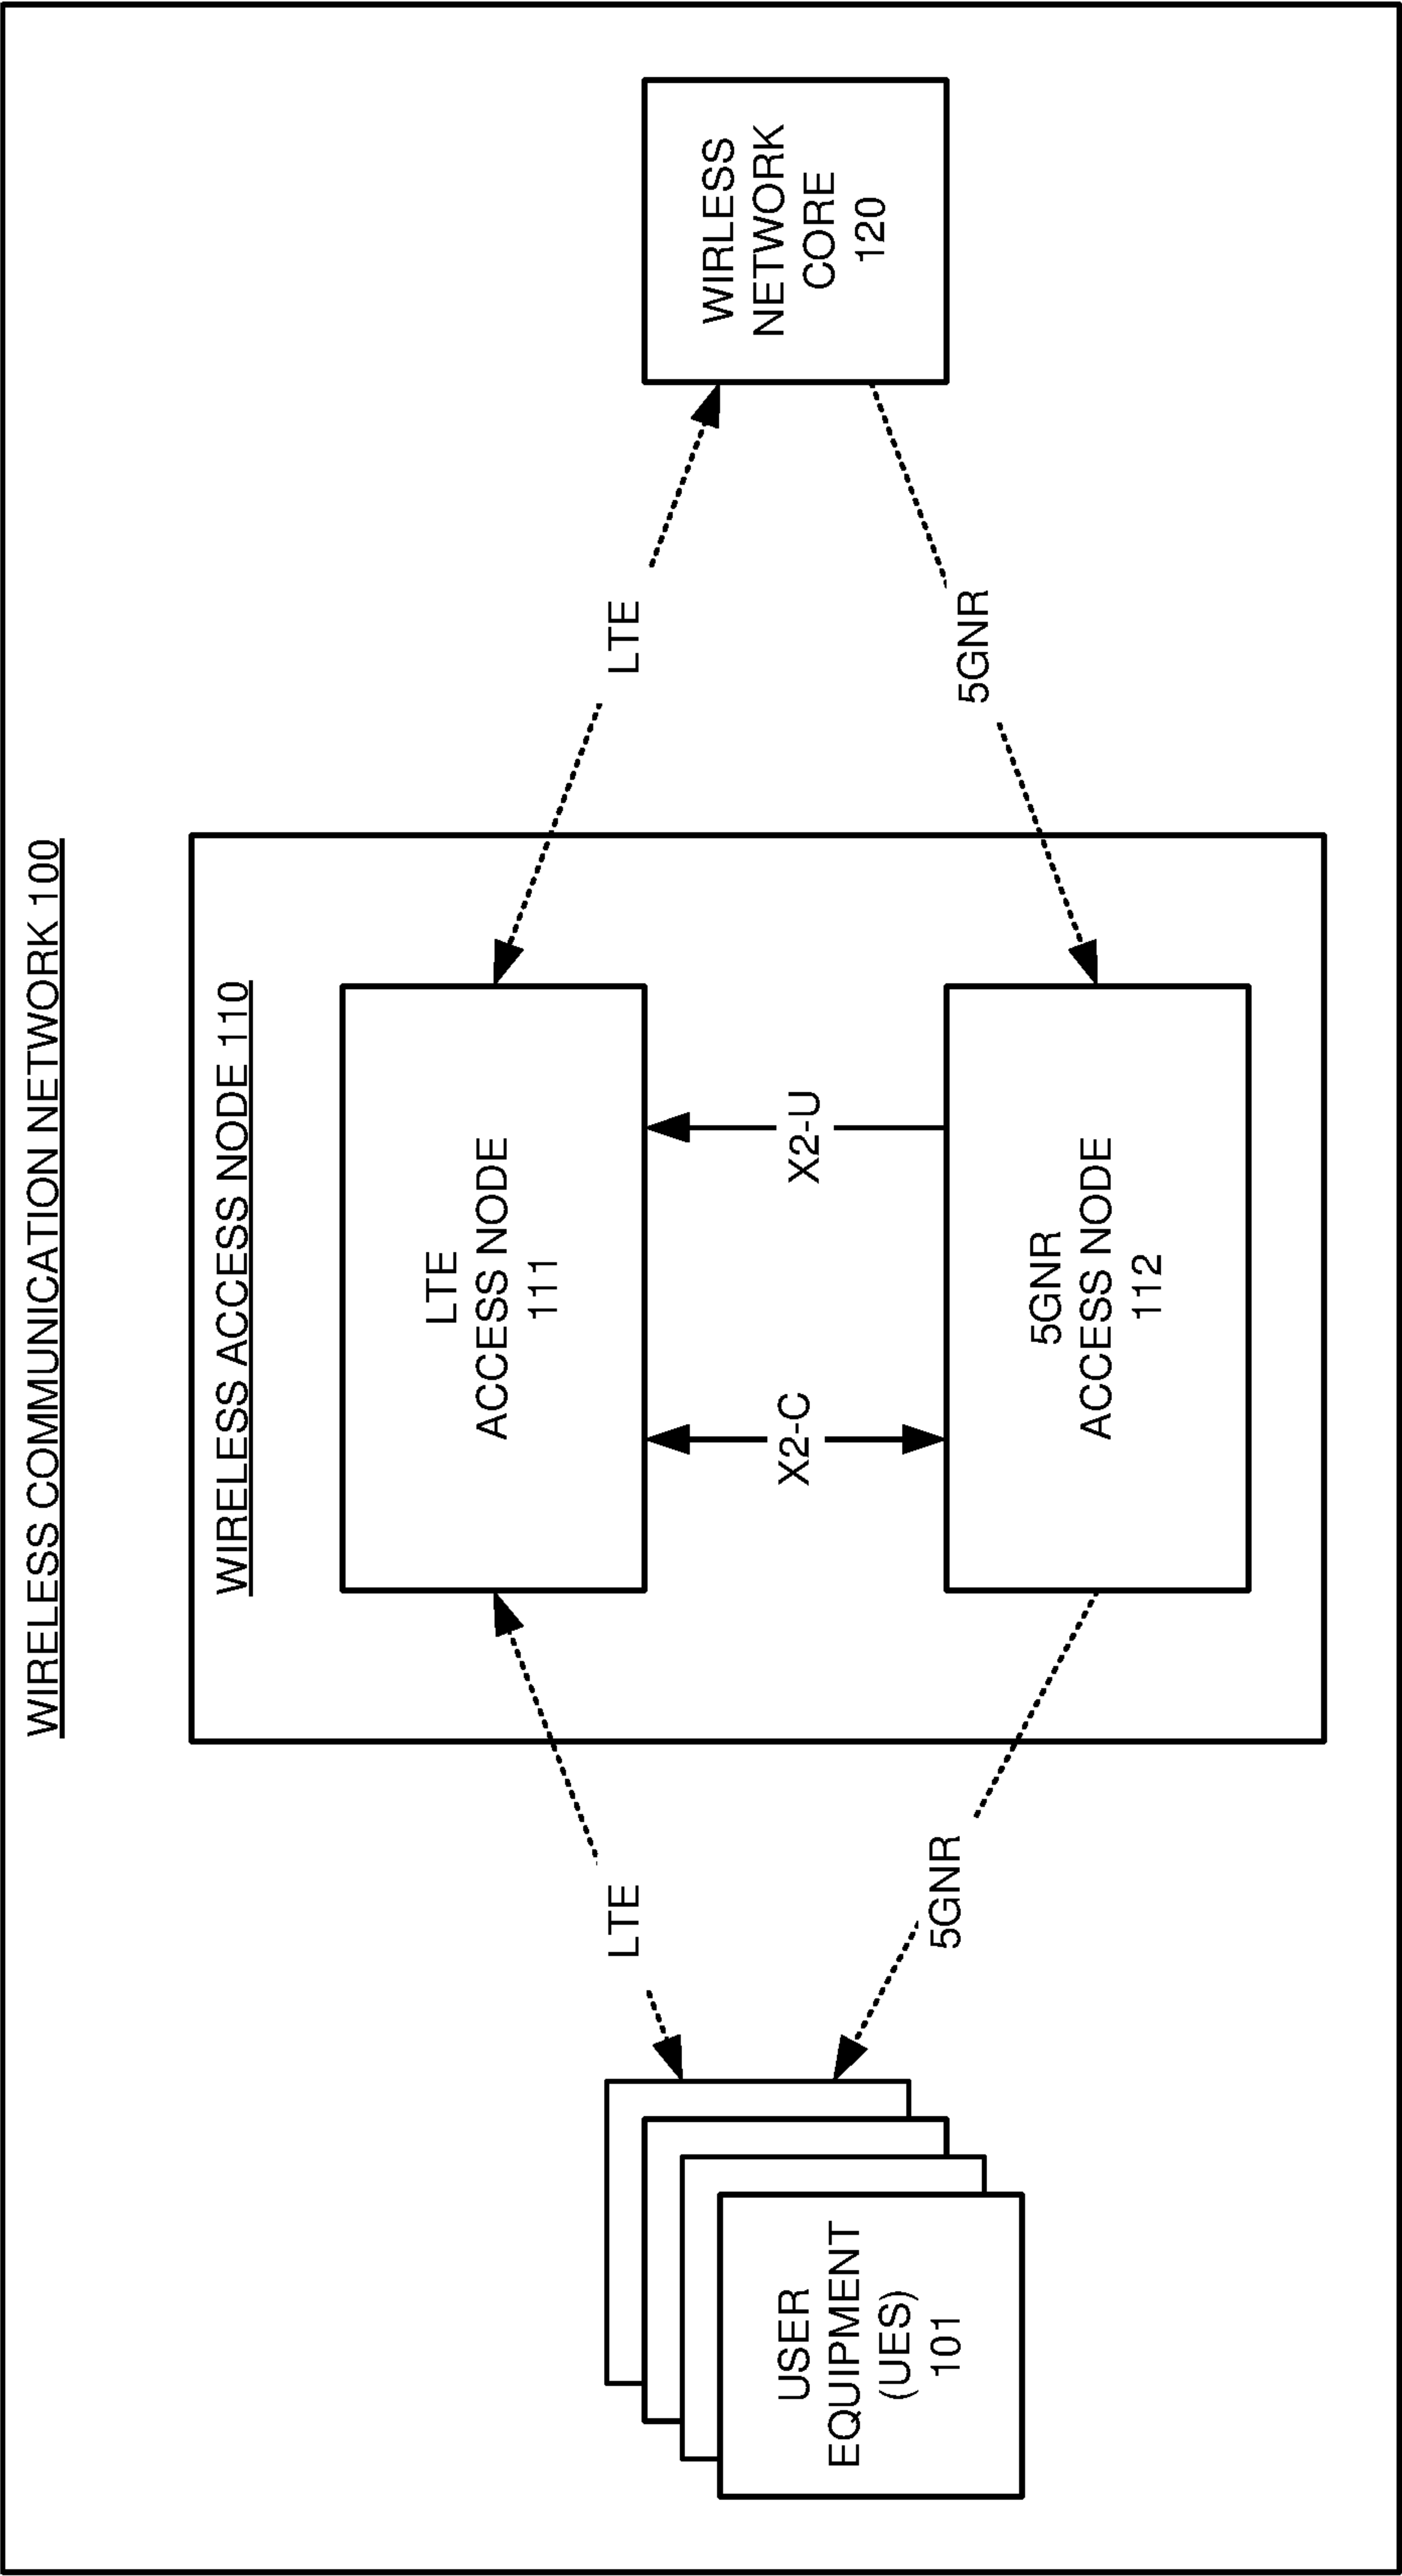 WIRELESS COMMUNICATION NETWORK 100
WIRELESS ACCESS NODE 110
LTE
ACCESS NODE
111
LTE
LTE
X2-C
X2-U
USER
EQUIPMENT
(UES)
101
WIRLESS
NETWORK
CORE
120
5GNR
5GNR
5GNR
ACCESS NODE
112